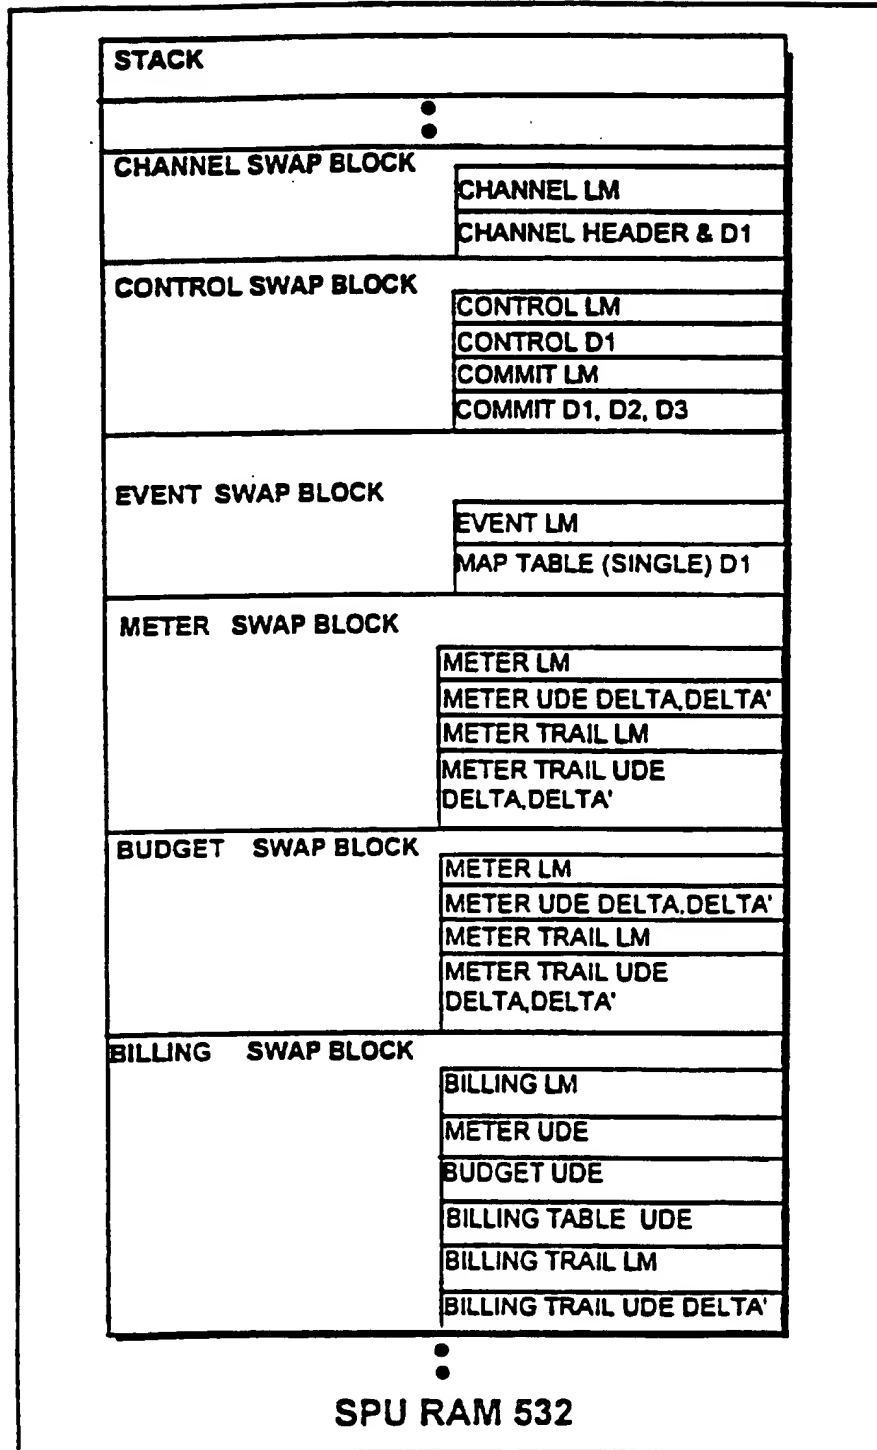 STACK
CHANNEL SWAP BLOCK
CHANNEL LM
CHANNEL HEADER & D1
CONTROL SWAP BLOCK
CONTROL LM
CONTROL D1
COMMIT LM
COMMIT D1, D2, D3
EVENT SWAP BLOCK
EVENT LM
MAP TABLE (SINGLE) D1
METER SWAP BLOCK
METER LM
METER UDE DELTA,DELTA'
METER TRAIL LM
METER TRAIL UDE
DELTA,DELTA'
BUDGET SWAP BLOCK
METER LM
METER UDE DELTA,DELTA'
METER TRAIL LM
METER TRAIL UDE
DELTA,DELTA'
BILLING SWAP BLOCK
BILLING LM
METER UDE
BUDGET UDE
BILLING TABLE UDE
BILLING TRAIL LM
BILLING TRAIL UDE DELTA'
SPU RAM 532